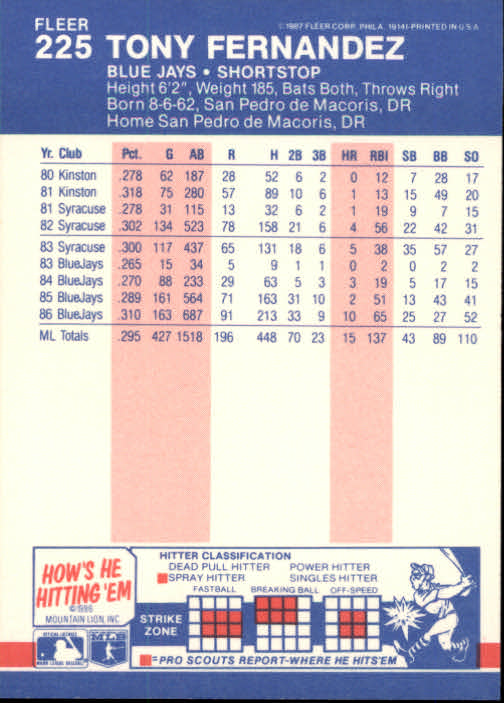 FLEER
©1987 FLEER CORP. PHILA. 19141-PRINTED IN U.S.A.
225 TONY FERNANDEZ
BLUE JAYS • SHORTSTOP
Height 6'2", Weight 185, Bats Both, Throws Right
Born 8-6-62, San Pedro de Macoris, DR
Home San Pedro de Macoris, DR
Yr. Club Pct. G AB R H 2B 3B HR RBI SB BB SO
80 Kinston .278 62 187 28 52 6 2 0 12 7 28 17
81 Kinston .318 75 280 57 89 10 6 1 13 15 49 20
81 Syracuse .278 31 115 13 32 6 2 1 19 9 7 15
82 Syracuse .302 134 523 78 158 21 6 4 56 22 42 31
83 Syracuse .300 117 437 65 131 18 6 5 38 35 57 27
83 BlueJays .265 15 34 5 9 1 1 0 2 0 2 2
84 BlueJays .270 88 233 29 63 5 3 3 19 5 17 15
85 BlueJays .289 161 564 71 163 31 10 2 51 13 43 41
86 BlueJays .310 163 687 91 213 33 9 10 65 25 27 52
ML Totals .295 427 1518 196 448 70 23 15 137 43 89 110
HOW'S HE
HITTING 'EM
©1986
MOUNTAIN LION, INC
HITTER CLASSIFICATION
DEAD PULL HITTER POWER HITTER
SPRAY HITTER SINGLES HITTER
FASTBALL BREAKING BALL OFF-SPEED
STRIKE
ZONE
=PRO SCOUTS REPORT-WHERE HE HITS'EM
MLB